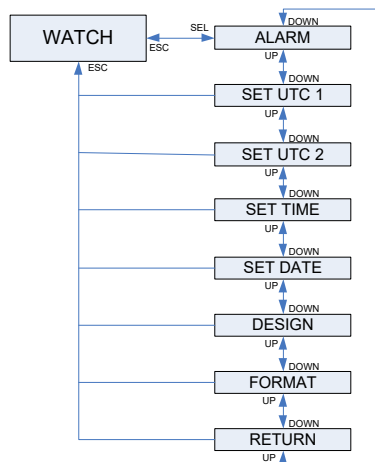 DOWN
SEL
WATCH
ALARM
ESC
UP
ESC
DOWN
SET UTC 1
UP
DOWN
SET UTC 2
UP
DOWN
SET TIME
UP
DOWN
SET DATE
UP
DOWN
DESIGN
UP
DOWN
FORMAT
UP
DOWN
RETURN
UP